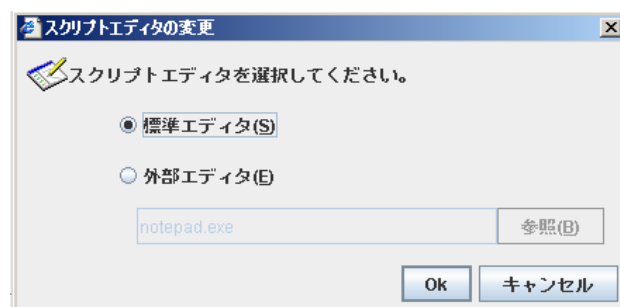 スクリプトエディタの変更
スクリプトエディタを選択してください。
標準エディタ(S)
外部エディタ(E)
notepad.exe 参照(B)
Ok キャンセル